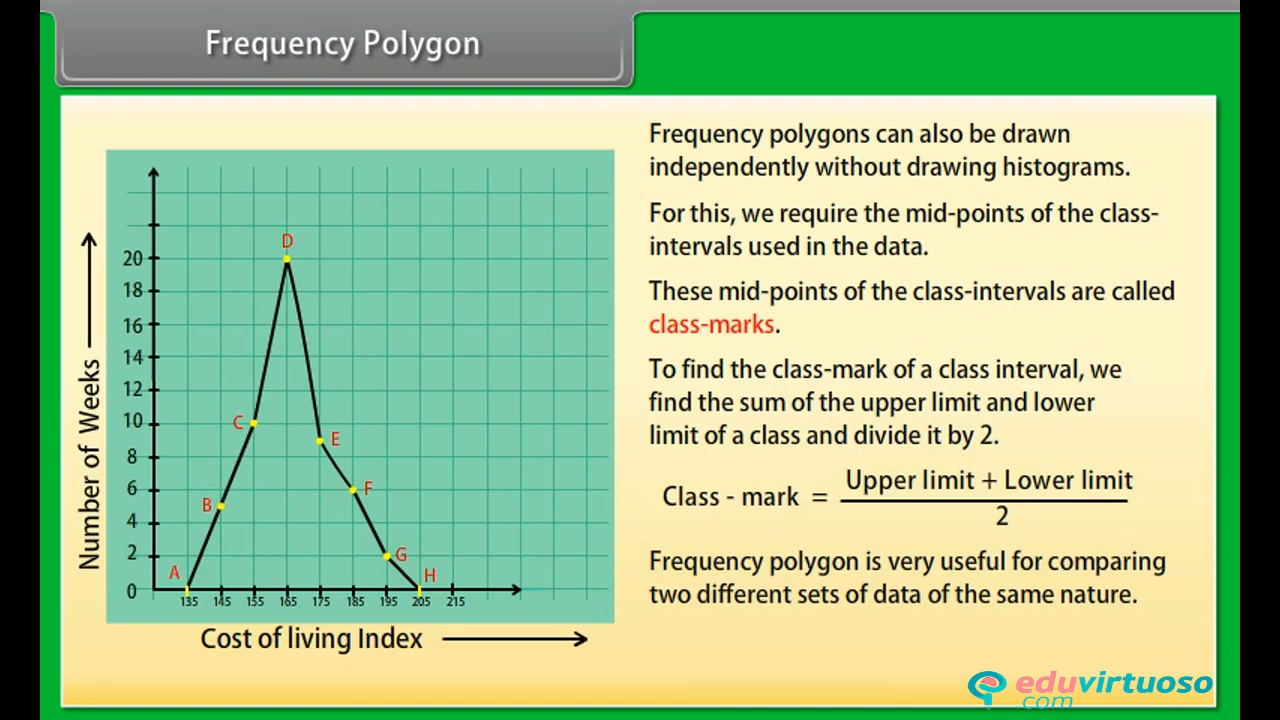 Frequency Polygon
Frequency polygons can also be drawn
independently without drawing histograms.
For this, we require the mid-points of the class-
intervals used in the data.
These mid-points of the class-intervals are called
class-marks.
To find the class-mark of a class interval, we
find the sum of the upper limit and lower
limit of a class and divide it by 2.
Class - mark = Upper limit + Lower limit
2
Frequency polygon is very useful for comparing
two different sets of data of the same nature.
Number of Weeks
20
18
16
14
12
10
8
6
4
2
0
A
B
C
D
E
F
G
H
135 145 155 165 175 185 195 205 215
Cost of living Index
eduvirtuoso
.com